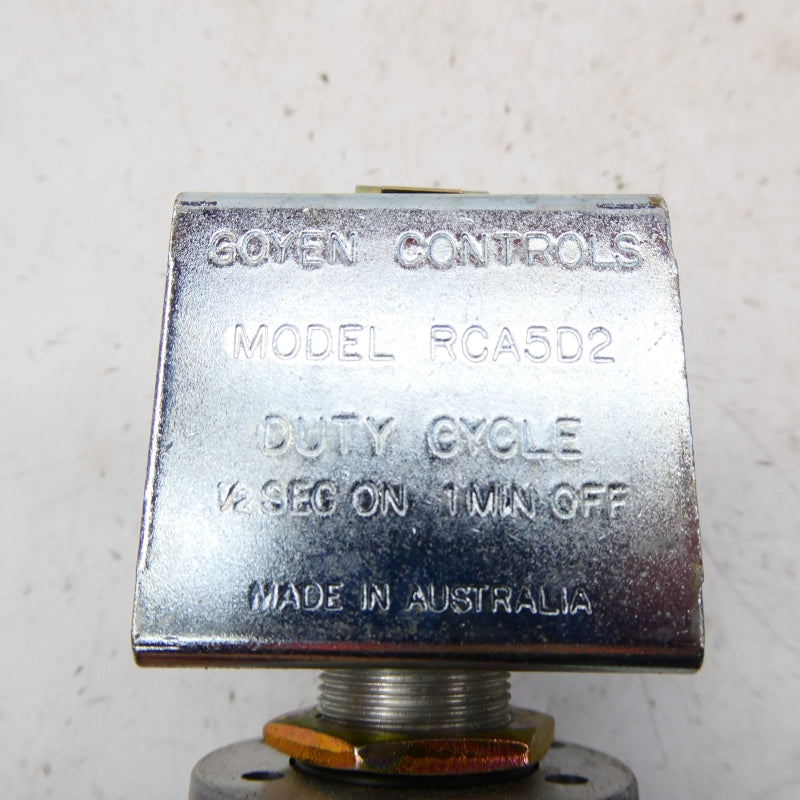 GOYEN CONTROLS
MODEL RCA5D2
DUTY CYCLE
½ SEC ON 1 MIN OFF
MADE IN AUSTRALIA